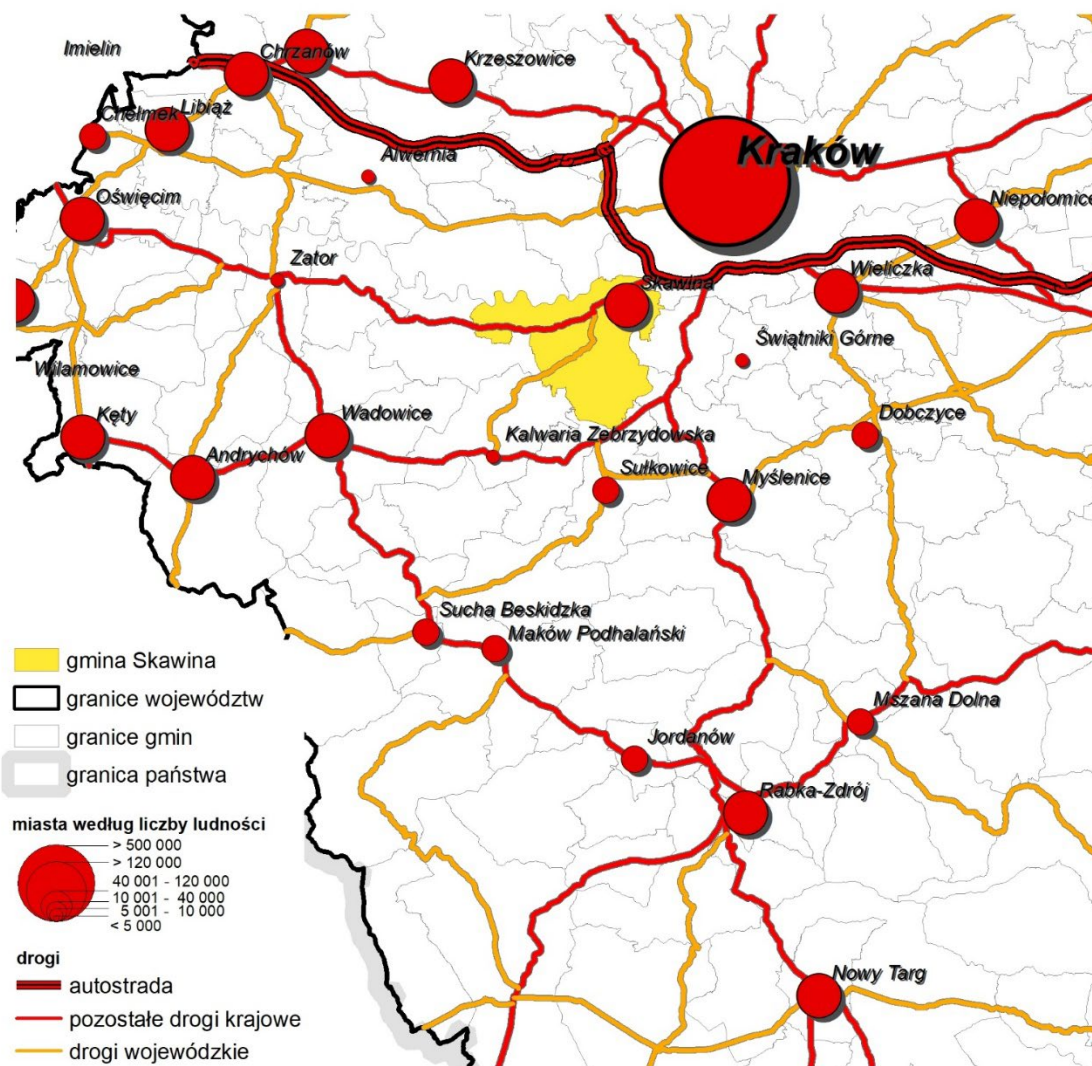 Imielin
Chrzanów
Krzeszowice
Chełmek
Libiąż
Alwernia
Kraków
Oświęcim
Niepołomice
Zator
Skawina
Wieliczka
Świątniki Górne
Wilamowice
Kęty
Wadowice
Dobczyce
Kalwaria Zebrzydowska
Andrychów
Sułkowice
Myślenice
Sucha Beskidzka
Maków Podhalański
Mszana Dolna
Jordanów
Rabka-Zdrój
Nowy Targ
gmina Skawina
granice województw
granice gmin
granica państwa
miasta według liczby ludności
> 500 000
> 120 000
40 001 - 120 000
10 001 - 40 000
5 001 - 10 000
< 5 000
drogi
autostrada
pozostałe drogi krajowe
drogi wojewódzkie